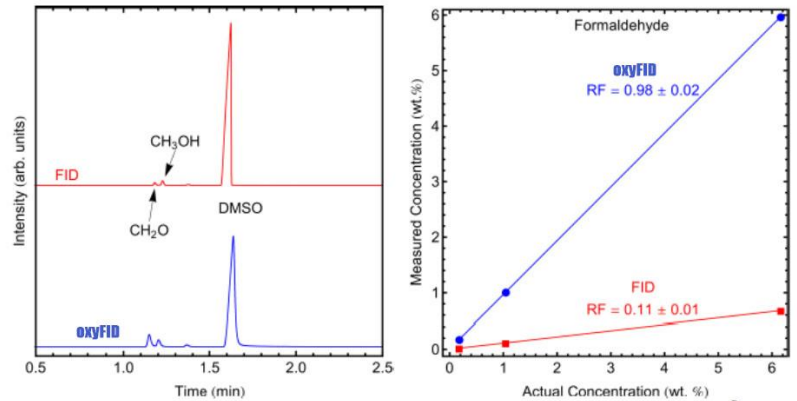 Intensity (arb. units)
FID
CH₃OH
CH₂O
DMSO
oxyFID
0.5 1.0 1.5 2.0 2.5
Time (min)
Measured Concentration (wt.%)
6
5
4
3
2
1
0
Formaldehyde
oxyFID
RF = 0.98 ± 0.02
FID
RF = 0.11 ± 0.01
0 1 2 3 4 5 6
Actual Concentration (wt. %)